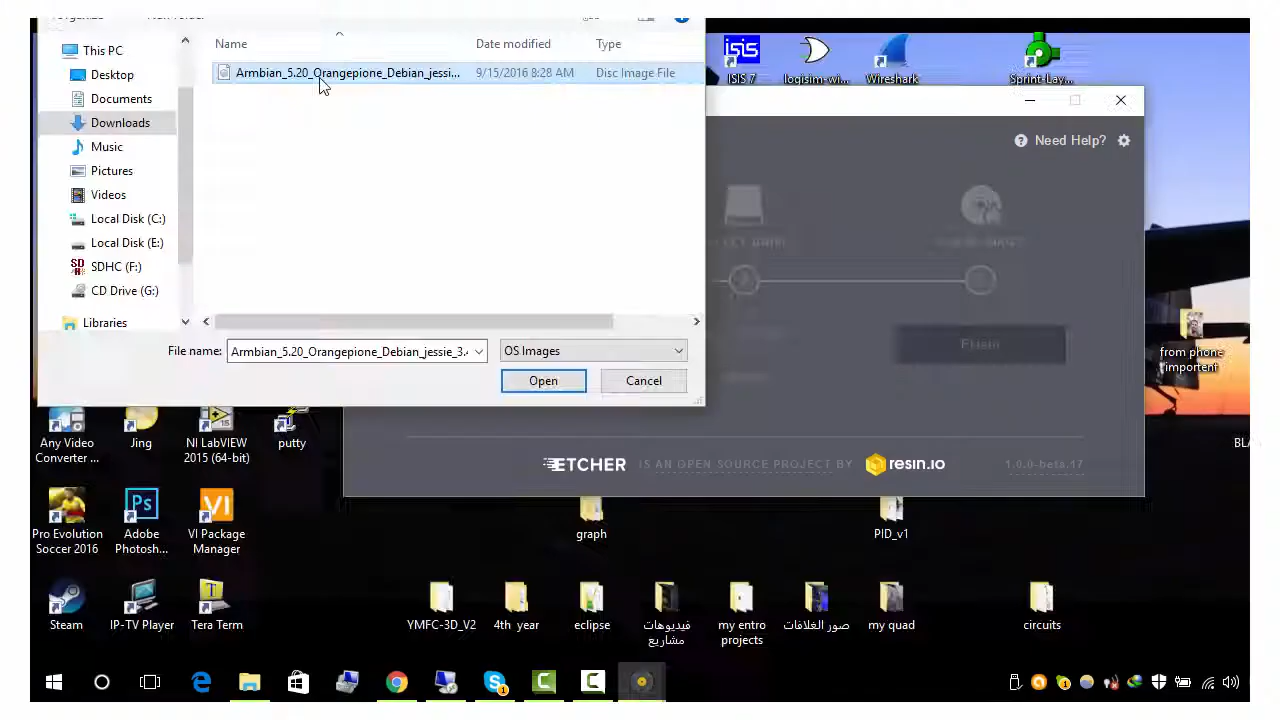 This PC
Desktop
Documents
Downloads
Music
Pictures
Videos
Local Disk (C:)
Local Disk (E:)
SDHC (F:)
CD Drive (G:)
Libraries
Name
Date modified
Type
Armbian_5.20_Orangepione_Debian_jessi...
9/15/2016 8:28 AM
Disc Image File
File name:
Armbian_5.20_Orangepione_Debian_jessie_3.
OS Images
Open
Cancel
ISIS 7
logisim-wi...
Wireshark
Sprint-Lay...
Need Help?
ETCHER
IS AN OPEN SOURCE PROJECT BY
resin.io
1.0.0-beta.17
from phone
importent
Any Video
Converter ...
Jing
NI LabVIEW
2015 (64-bit)
putty
Pro Evolution
Soccer 2016
Adobe
Photosh...
VI Package
Manager
graph
PID_v1
Steam
IP-TV Player
Tera Term
YMFC-3D_V2
4th year
eclipse
فيديوهات
مشاريع
my entro
projects
صور الغلافات
my quad
circuits